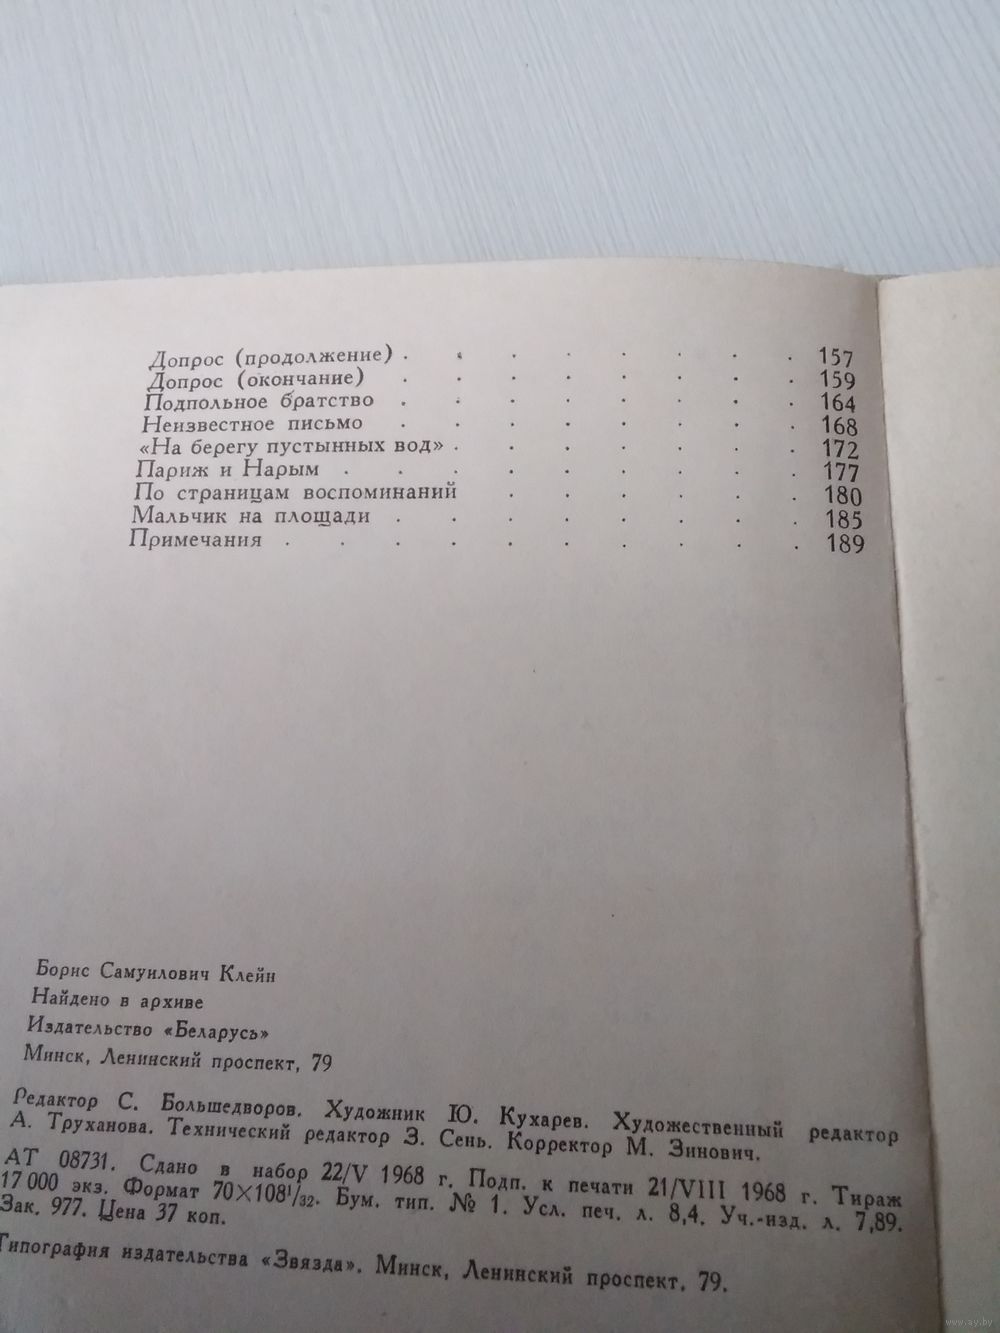 Допрос (продолжение) . . . . . . . . 157
Допрос (окончание) . . . . . . . . 159
Подпольное братство . . . . . . . . 164
Неизвестное письмо . . . . . . . . 168
«На берегу пустынных вод» . . . . . . . 172
Париж и Нарым . . . . . . . . . 177
По страницам воспоминаний . . . . . . 180
Мальчик на площади . . . . . . . . 185
Примечания . . . . . . . . . . 189
Борис Самуилович Клейн
Найдено в архиве
Издательство «Беларусь»
Минск, Ленинский проспект, 79
Редактор С. Большедворов. Художник Ю. Кухарев. Художественный редактор
А. Труханова. Технический редактор З. Сень. Корректор М. Зинович.
АТ 08731. Сдано в набор 22/V 1968 г. Подп. к печати 21/VIII 1968 г. Тираж
17 000 экз. Формат 70×108¹/₃₂. Бум. тип. № 1. Усл. печ. л. 8,4. Уч.-изд. л. 7,89.
Зак. 977. Цена 37 коп.
Типография издательства «Звязда». Минск, Ленинский проспект, 79.
www.ay.by